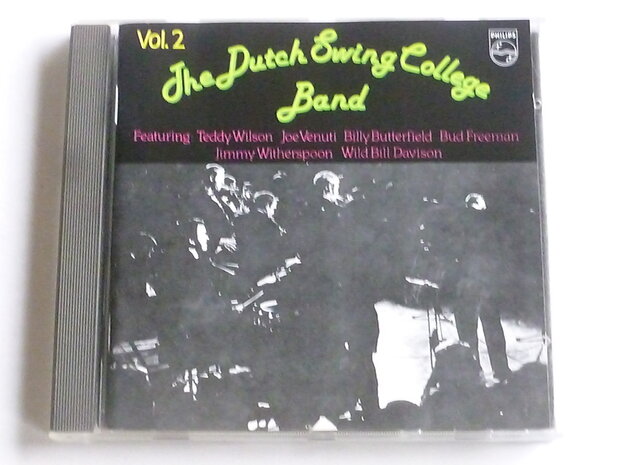 Vol. 2
PHILIPS
The Dutch Swing College
Band
Featuring Teddy Wilson Joe Venuti Billy Butterfield Bud Freeman
Jimmy Witherspoon Wild Bill Davison